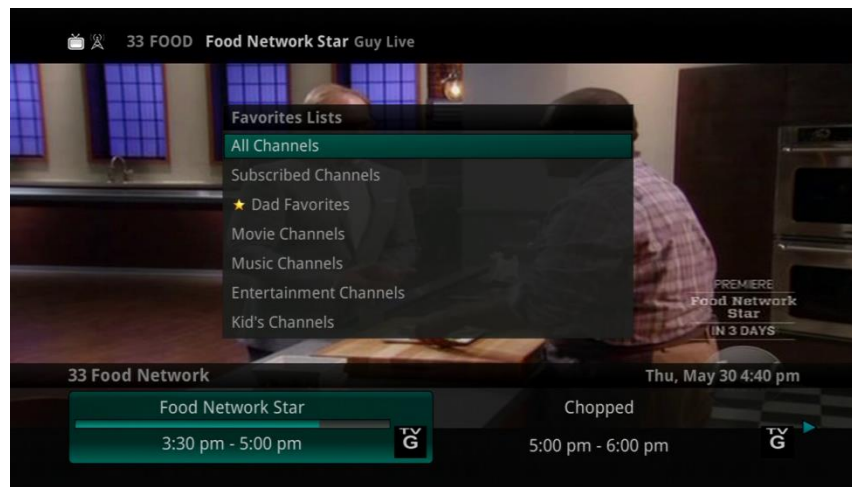 33 FOOD Food Network Star Guy Live
Favorites Lists
All Channels
Subscribed Channels
Dad Favorites
Movie Channels
Music Channels
Entertainment Channels
Kid's Channels
PREMIERE
Food Network
Star
IN 3 DAYS
33 Food Network Thu, May 30 4:40 pm
Food Network Star Chopped
3:30 pm - 5:00 pm TV G 5:00 pm - 6:00 pm TV G